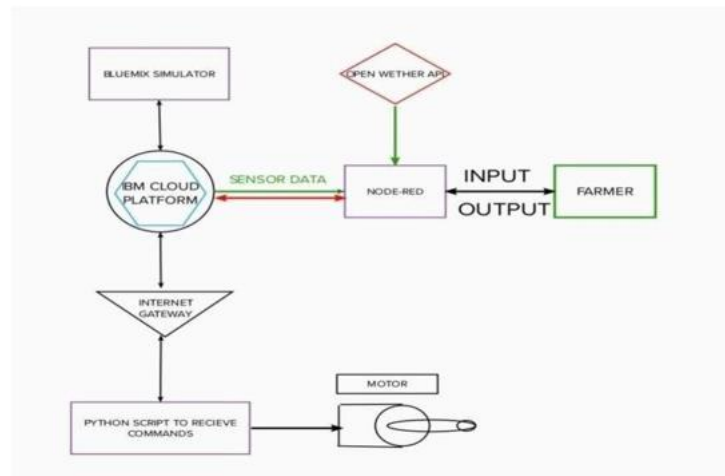 BLUEMIX SIMULATOR
OPEN WETHER API
IBM CLOUD
PLATFORM
SENSOR DATA
NODE-RED
INPUT
OUTPUT
FARMER
INTERNET
GATEWAY
MOTOR
PYTHON SCRIPT TO RECIEVE
COMMANDS